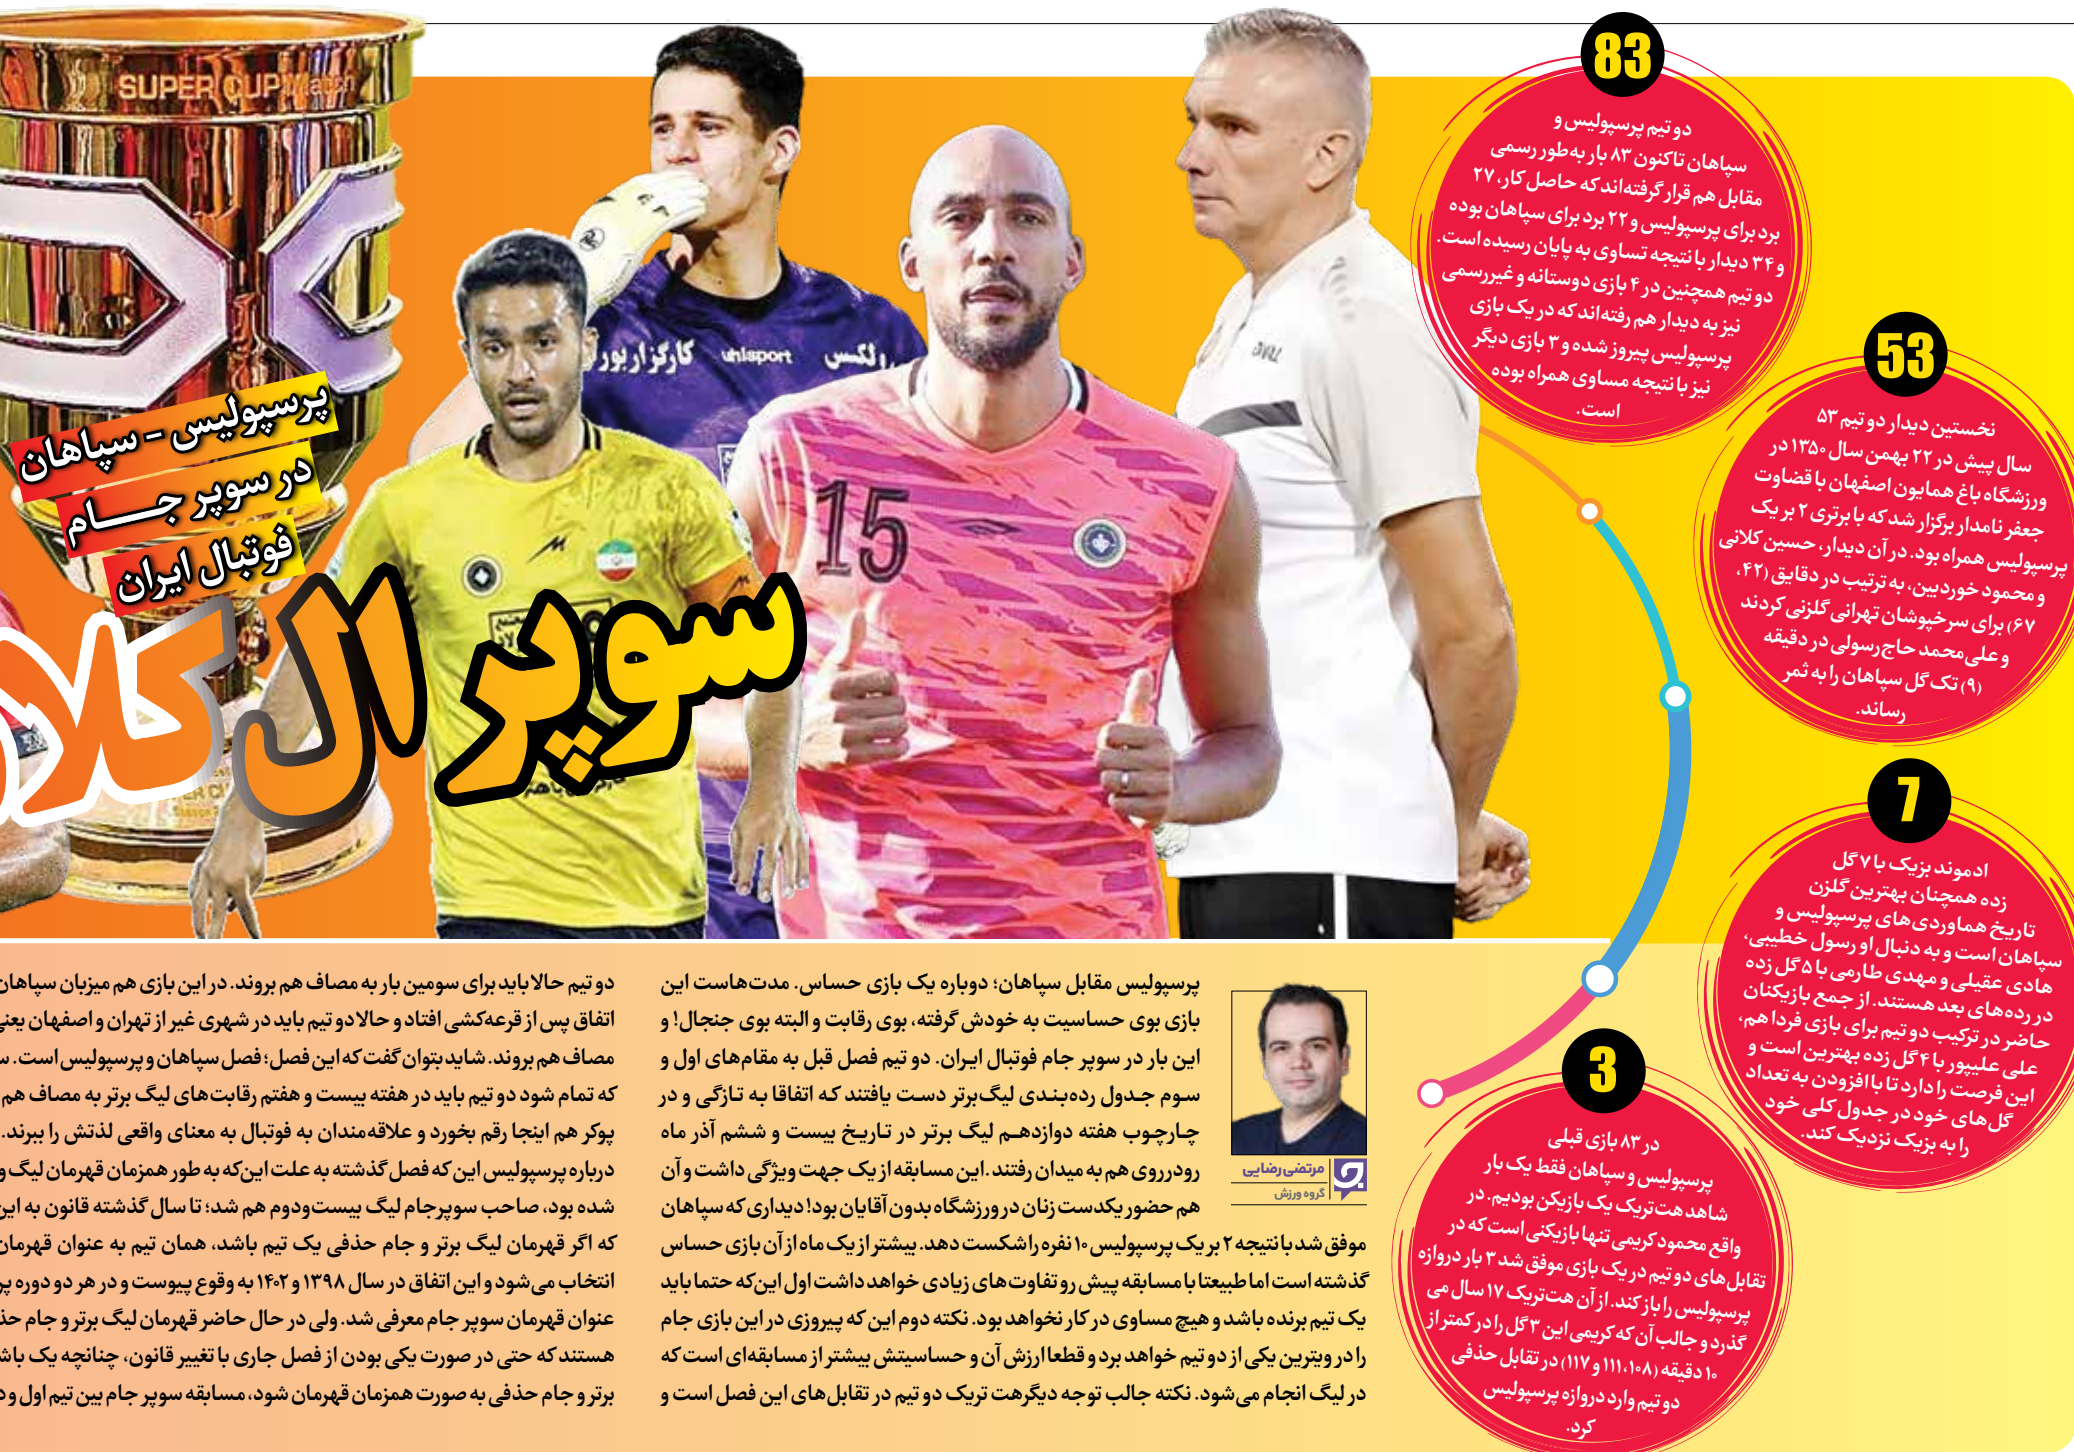 SUPER CUP Match
پرسپولیس - سپاهان
در سوپر جــــام
فوتبال ایران
سوپر ال‌کلا
کارگزار بور
uhlsport
ولکس
15
83
دو تیم پرسپولیس و
سپاهان تاکنون ۸۳ بار به‌طور رسمی
مقابل هم قرار گرفته‌اند که حاصل کار، ۲۷
برد برای پرسپولیس و ۲۲ برد برای سپاهان بوده
و ۳۴ دیدار با نتیجه تساوی به پایان رسیده است.
دو تیم همچنین در ۴ بازی دوستانه و غیررسمی
نیز به دیدار هم رفته‌اند که در یک بازی
پرسپولیس پیروز شده و ۳ بازی دیگر
نیز با نتیجه مساوی همراه بوده
است.
53
نخستین دیدار دو تیم ۵۳
سال پیش در ۲۲ بهمن سال ۱۳۵۰ در
ورزشگاه باغ همایون اصفهان با قضاوت
جعفر نامدار برگزار شد که با برتری ۲ بر یک
پرسپولیس همراه بود. در آن دیدار، حسین کلانی
و محمود خوردبین، به ترتیب در دقایق (۴۲،
۶۷) برای سرخپوشان تهرانی گلزنی کردند
و علی‌محمد حاج‌رسولی در دقیقه
(۹) تک گل سپاهان را به ثمر
رساند.
7
ادموند بزیک با ۷ گل
زده همچنان بهترین گلزن
تاریخ هماوردی‌های پرسپولیس و
سپاهان است و به دنبال او رسول خطیبی،
هادی عقیلی و مهدی طارمی با ۵ گل زده
در رده‌های بعد هستند. از جمع بازیکنان
حاضر در ترکیب دو تیم برای بازی فردا هم،
علی علیپور با ۴ گل زده بهترین است و
این فرصت را دارد تا با افزودن به تعداد
گل‌های خود در جدول کلی خود
را به بزیک نزدیک کند.
3
در ۸۳ بازی قبلی
پرسپولیس و سپاهان فقط یک بار
شاهد هت‌تریک یک بازیکن بودیم. در
واقع محمود کریمی تنها بازیکنی است که در
تقابل‌های دو تیم در یک بازی موفق شد ۳ بار دروازه
پرسپولیس را باز کند. از آن هت‌تریک ۱۷ سال می
گذرد و جالب آن که کریمی این ۳ گل را در کمتر از
۱۰ دقیقه (۱۰۸، ۱۱۱ و ۱۱۷) در تقابل حذفی
دو تیم وارد دروازه پرسپولیس
کرد.
مرتضی رضایی
گروه ورزش
پرسپولیس مقابل سپاهان؛ دوباره یک بازی حساس. مدت‌هاست این
بازی بوی حساسیت به خودش گرفته، بوی رقابت و البته بوی جنجال! و
این بار در سوپر جام فوتبال ایران. دو تیم فصل قبل به مقام‌های اول و
سوم جدول رده‌بندی لیگ‌برتر دست یافتند که اتفاقا به تازگی و در
چارچوب هفته دوازدهم لیگ برتر در تاریخ بیست و ششم آذر ماه
رودرروی هم به میدان رفتند .این مسابقه از یک جهت ویژگی داشت و آن
هم حضور یکدست زنان در ورزشگاه بدون آقایان بود! دیداری که سپاهان
موفق شد با نتیجه ۲ بر یک پرسپولیس ۱۰ نفره را شکست دهد. بیشتر از یک ماه از آن بازی حساس
گذشته است اما طبیعتا با مسابقه پیش رو تفاوت‌های زیادی خواهد داشت اول این‌که حتما باید
یک تیم برنده باشد و هیچ مساوی در کار نخواهد بود. نکته دوم این که پیروزی در این بازی جام
را در ویترین یکی از دو تیم خواهد برد و قطعا ارزش آن و حساسیتش بیشتر از مسابقه‌ای است که
در لیگ انجام می‌شود. نکته جالب توجه دیگرهت تریک دو تیم در تقابل‌های این فصل است و
دو تیم حالا باید برای سومین بار به مصاف هم بروند. در این بازی هم میزبان سپاهان
اتفاق پس از قرعه‌کشی افتاد و حالا دو تیم باید در شهری غیر از تهران و اصفهان یعنی
مصاف هم بروند. شاید بتوان گفت که این فصل؛ فصل سپاهان و پرسپولیس است.
که تمام شود دو تیم باید در هفته بیست و هفتم رقابت‌های لیگ برتر به مصاف هم
پوکر هم اینجا رقم بخورد و علاقه‌مندان به فوتبال به معنای واقعی لذتش را ببرند.
درباره پرسپولیس این که فصل گذشته به علت این‌که به طور همزمان قهرمان لیگ و
شده بود، صاحب سوپرجام لیگ بیست‌ودوم هم شد؛ تا سال گذشته قانون به این
که اگر قهرمان لیگ برتر و جام حذفی یک تیم باشد، همان تیم به عنوان قهرمان
انتخاب می‌شود و این اتفاق در سال ۱۳۹۸ و ۱۴۰۲ به وقوع پیوست و در هر دو دوره
عنوان قهرمان سوپر جام معرفی شد. ولی در حال حاضر قهرمان لیگ برتر و جام
هستند که حتی در صورت یکی بودن از فصل جاری با تغییر قانون، چنانچه یک
برتر و جام حذفی به صورت همزمان قهرمان شود، مسابقه سوپر جام بین تیم اول و